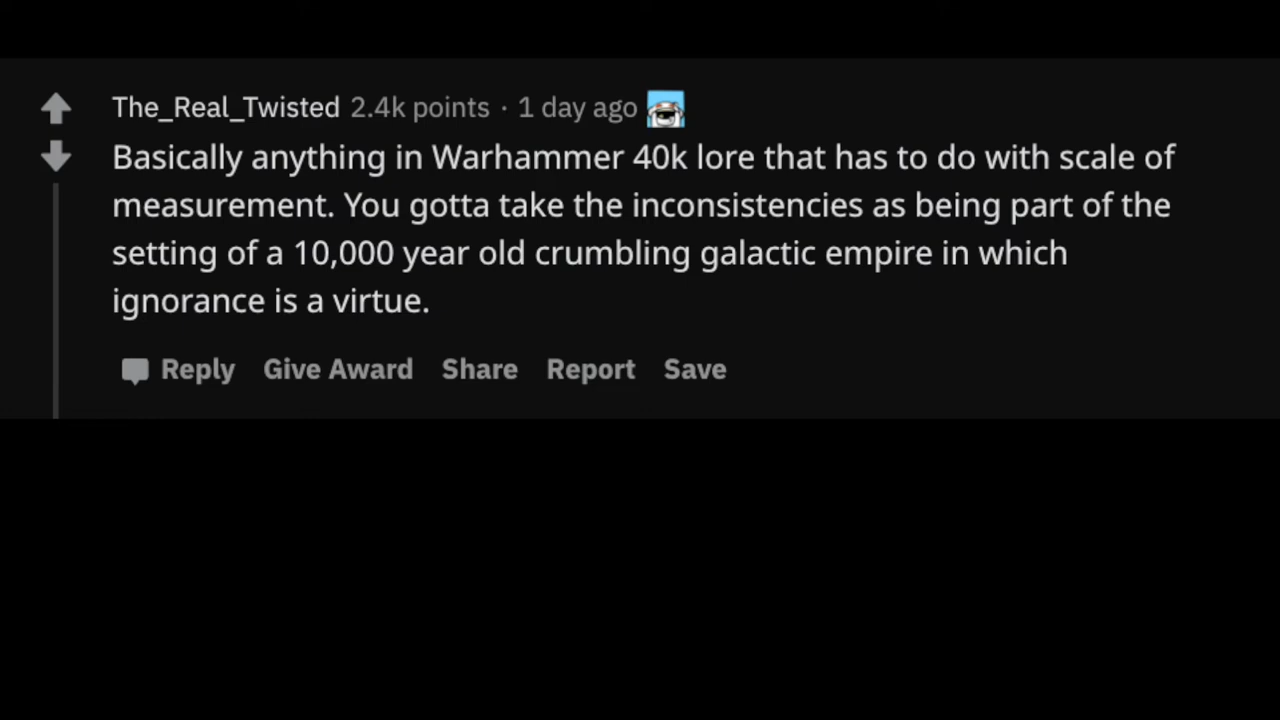 The_Real_Twisted 2.4k points · 1 day ago
Basically anything in Warhammer 40k lore that has to do with scale of
measurement. You gotta take the inconsistencies as being part of the
setting of a 10,000 year old crumbling galactic empire in which
ignorance is a virtue.
Reply Give Award Share Report Save